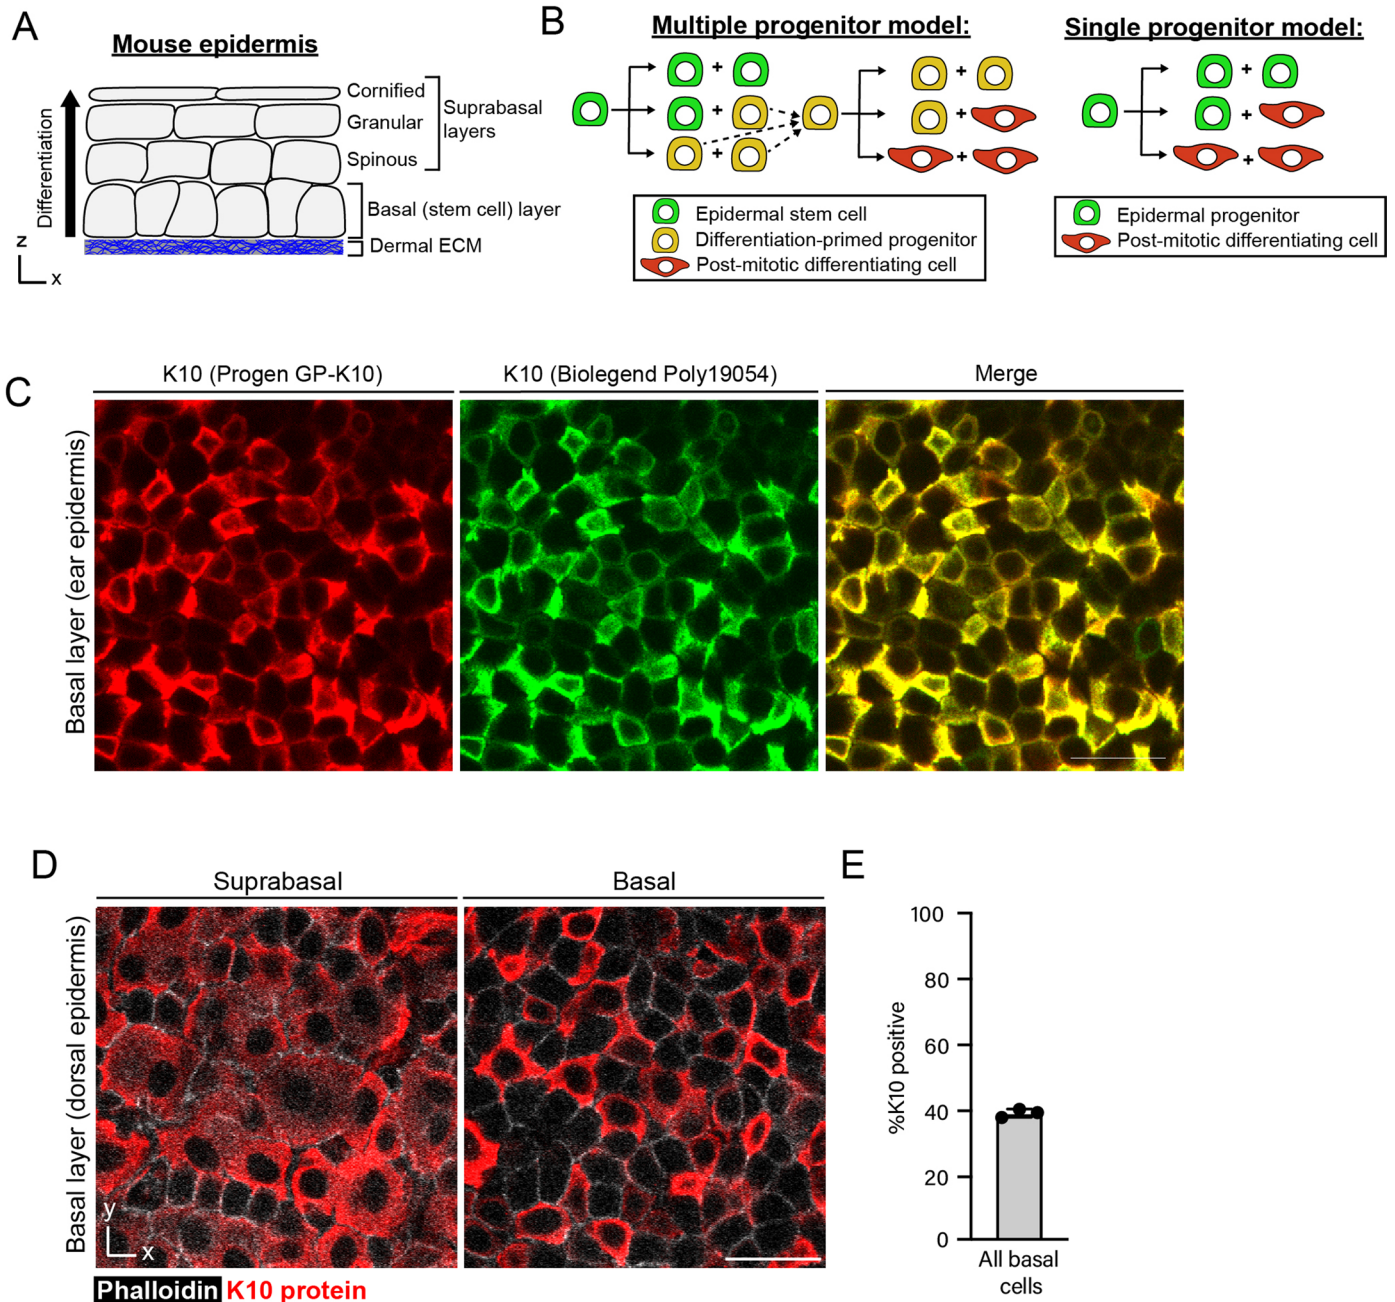 A
Mouse epidermis
Cornified
Granular
Spinous
Suprabasal
layers
Basal (stem cell) layer
Dermal ECM
Differentiation
z
x
B
Multiple progenitor model:
+ +
+ +
+ +
Epidermal stem cell
Differentiation-primed progenitor
Post-mitotic differentiating cell
Single progenitor model:
+
+
+
Epidermal progenitor
Post-mitotic differentiating cell
C
K10 (Progen GP-K10)
K10 (Biolegend Poly19054)
Merge
Basal layer (ear epidermis)
D
Suprabasal
Basal
Basal layer (dorsal epidermis)
y
x
Phalloidin K10 protein
E
%K10 positive
100
80
60
40
20
0
All basal
cells